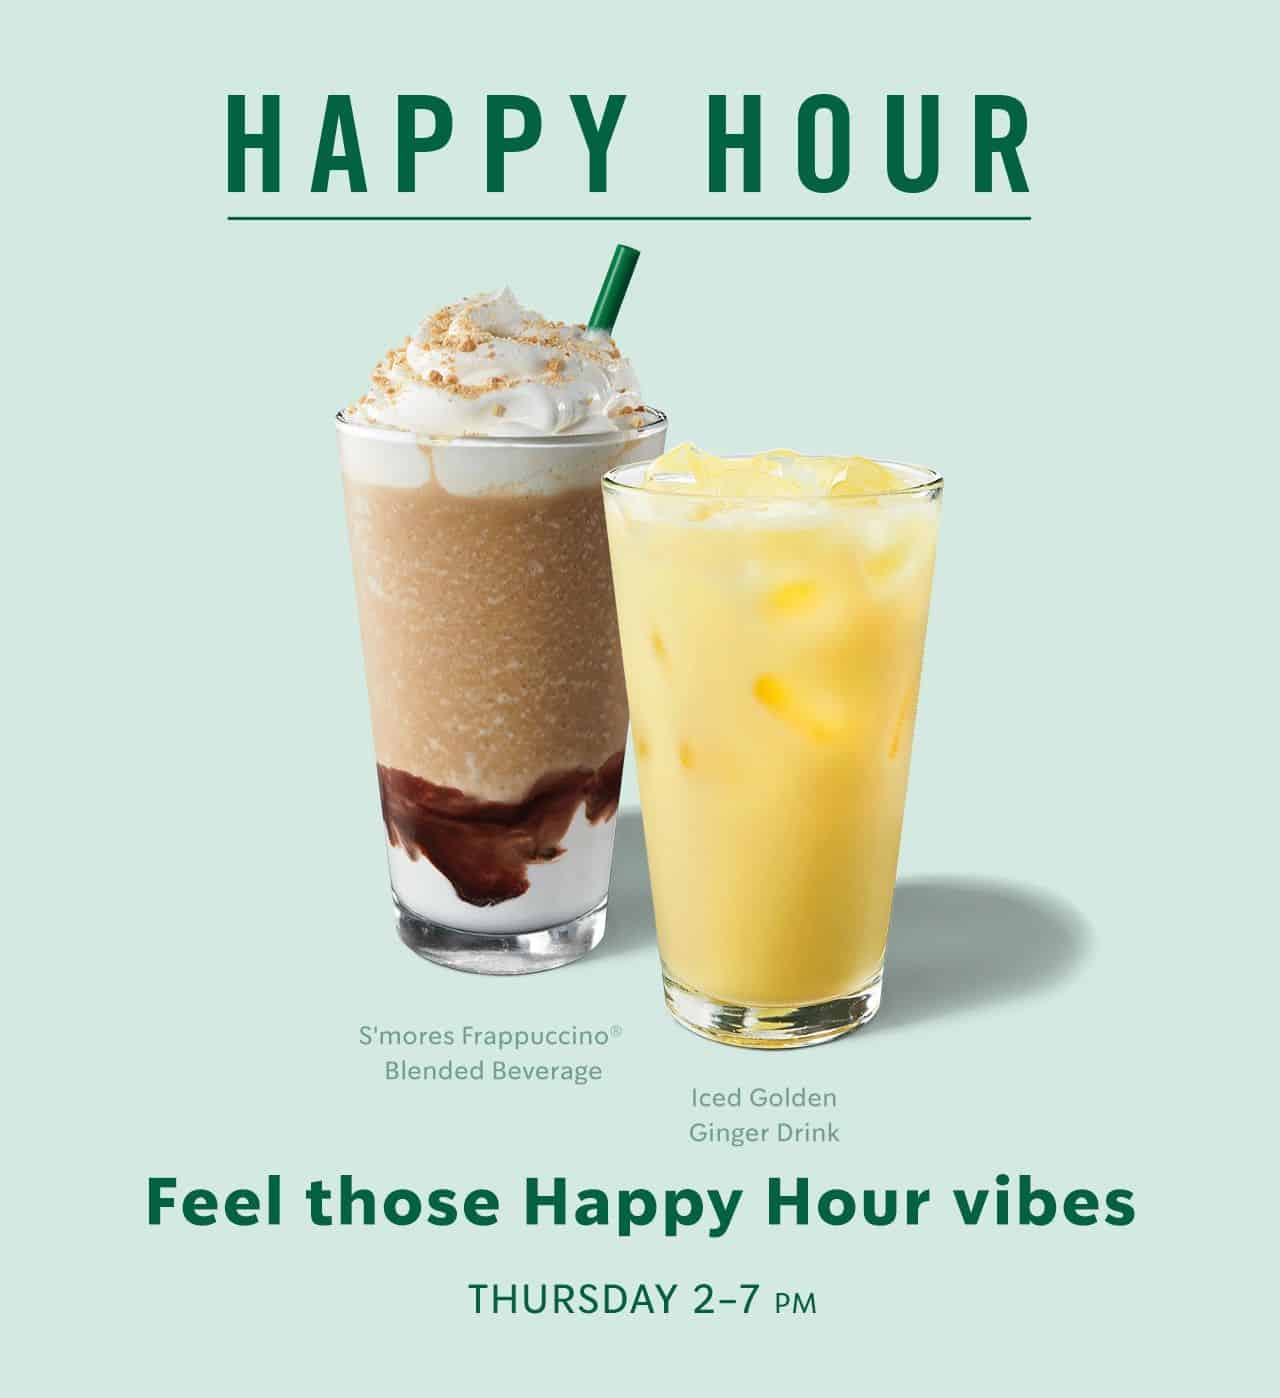 HAPPY HOUR
S'mores Frappuccino®
Blended Beverage
Iced Golden
Ginger Drink
Feel those Happy Hour vibes
THURSDAY 2–7 PM